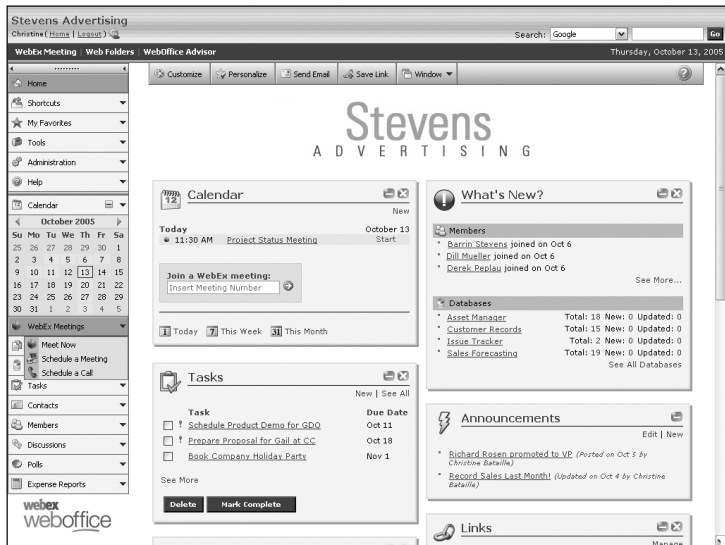 Stevens Advertising
Christine ( Home | Logout )
Search: Google Go
WebEx Meeting | Web Folders | WebOffice Advisor
Thursday, October 13, 2005
Home
Shortcuts
My Favorites
Tools
Administration
Help
Calendar
October 2005
Su Mo Tu We Th Fr Sa
25 26 27 28 29 30 1
2 3 4 5 6 7 8
9 10 11 12 13 14 15
16 17 18 19 20 21 22
23 24 25 26 27 28 29
30 31 1 2 3 4 5
WebEx Meetings
Meet Now
Schedule a Meeting
Schedule a Call
Tasks
Contacts
Members
Discussions
Polls
Expense Reports
webex
weboffice
Customize Personalize Send Email Save Link Window
Stevens
ADVERTISING
12 Calendar
New
Today October 13
11:30 AM Project Status Meeting Start
Join a WebEx meeting:
Insert Meeting Number
1 Today 7 This Week 31 This Month
Tasks
New | See All
Task Due Date
! Schedule Product Demo for GDQ Oct 11
! Prepare Proposal for Gail at CC Oct 18
Book Company Holiday Party Nov 1
See More
Delete Mark Complete
What's New?
Members
Barrin Stevens joined on Oct 6
Dill Mueller joined on Oct 6
Derek Peplau joined on Oct 6
See More...
Databases
Asset Manager Total: 18 New: 0 Updated: 0
Customer Records Total: 15 New: 0 Updated: 0
Issue Tracker Total: 2 New: 0 Updated: 0
Sales Forecasting Total: 19 New: 0 Updated: 0
See All Databases
Announcements
Edit | New
Richard Rosen promoted to VP (Posted on Oct 5 by
Christine Bataille)
Record Sales Last Month! (Updated on Oct 4 by Christine
Bataille)
Links
Manage